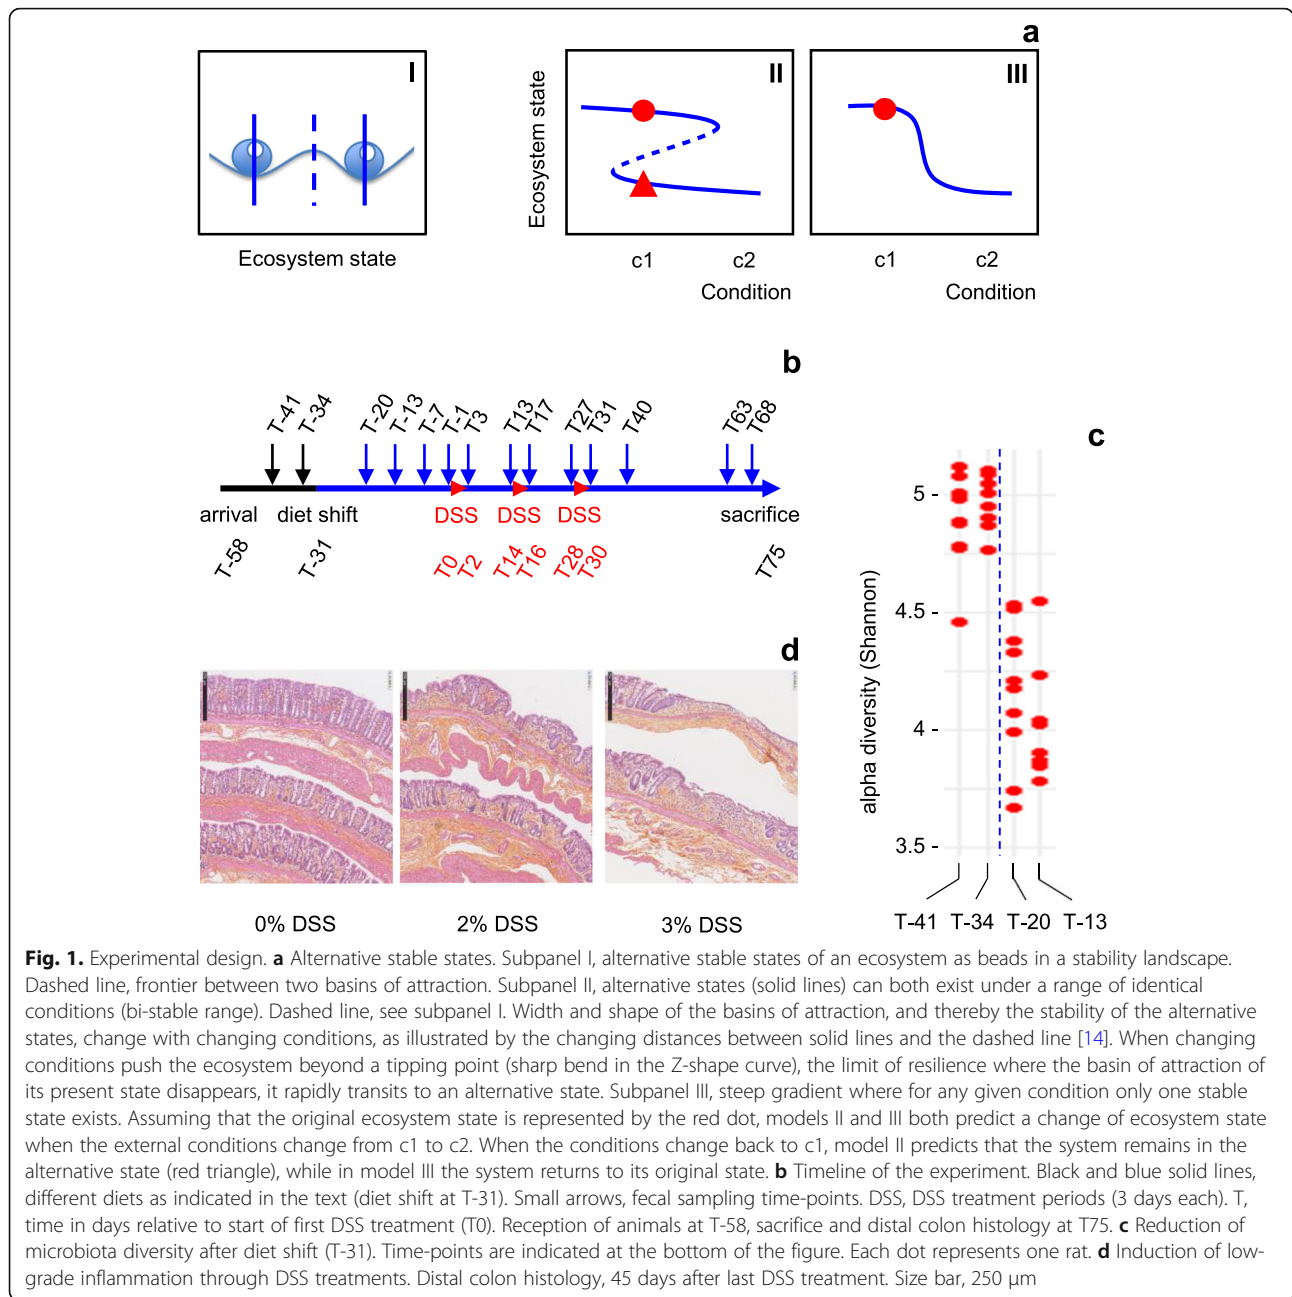 a
I
II
III
Ecosystem state
Ecosystem state
c1
c2
Condition
c1
c2
Condition
b
T-41
T-34
T-20
T-13
T-7
T-1
T3
T13
T17
T27
T31
T40
T63
T68
arrival
diet shift
DSS
DSS
DSS
sacrifice
T-58
T-31
T0
T2
T14
T16
T28
T30
T75
c
alpha diversity (Shannon)
5 -
4.5 -
4 -
3.5 -
T-41 T-34 T-20 T-13
d
0% DSS
2% DSS
3% DSS
Fig. 1. Experimental design. a Alternative stable states. Subpanel I, alternative stable states of an ecosystem as beads in a stability landscape.
Dashed line, frontier between two basins of attraction. Subpanel II, alternative states (solid lines) can both exist under a range of identical
conditions (bi-stable range). Dashed line, see subpanel I. Width and shape of the basins of attraction, and thereby the stability of the alternative
states, change with changing conditions, as illustrated by the changing distances between solid lines and the dashed line [14]. When changing
conditions push the ecosystem beyond a tipping point (sharp bend in the Z-shape curve), the limit of resilience where the basin of attraction of
its present state disappears, it rapidly transits to an alternative state. Subpanel III, steep gradient where for any given condition only one stable
state exists. Assuming that the original ecosystem state is represented by the red dot, models II and III both predict a change of ecosystem state
when the external conditions change from c1 to c2. When the conditions change back to c1, model II predicts that the system remains in the
alternative state (red triangle), while in model III the system returns to its original state. b Timeline of the experiment. Black and blue solid lines,
different diets as indicated in the text (diet shift at T-31). Small arrows, fecal sampling time-points. DSS, DSS treatment periods (3 days each). T,
time in days relative to start of first DSS treatment (T0). Reception of animals at T-58, sacrifice and distal colon histology at T75. c Reduction of
microbiota diversity after diet shift (T-31). Time-points are indicated at the bottom of the figure. Each dot represents one rat. d Induction of low-
grade inflammation through DSS treatments. Distal colon histology, 45 days after last DSS treatment. Size bar, 250 μm